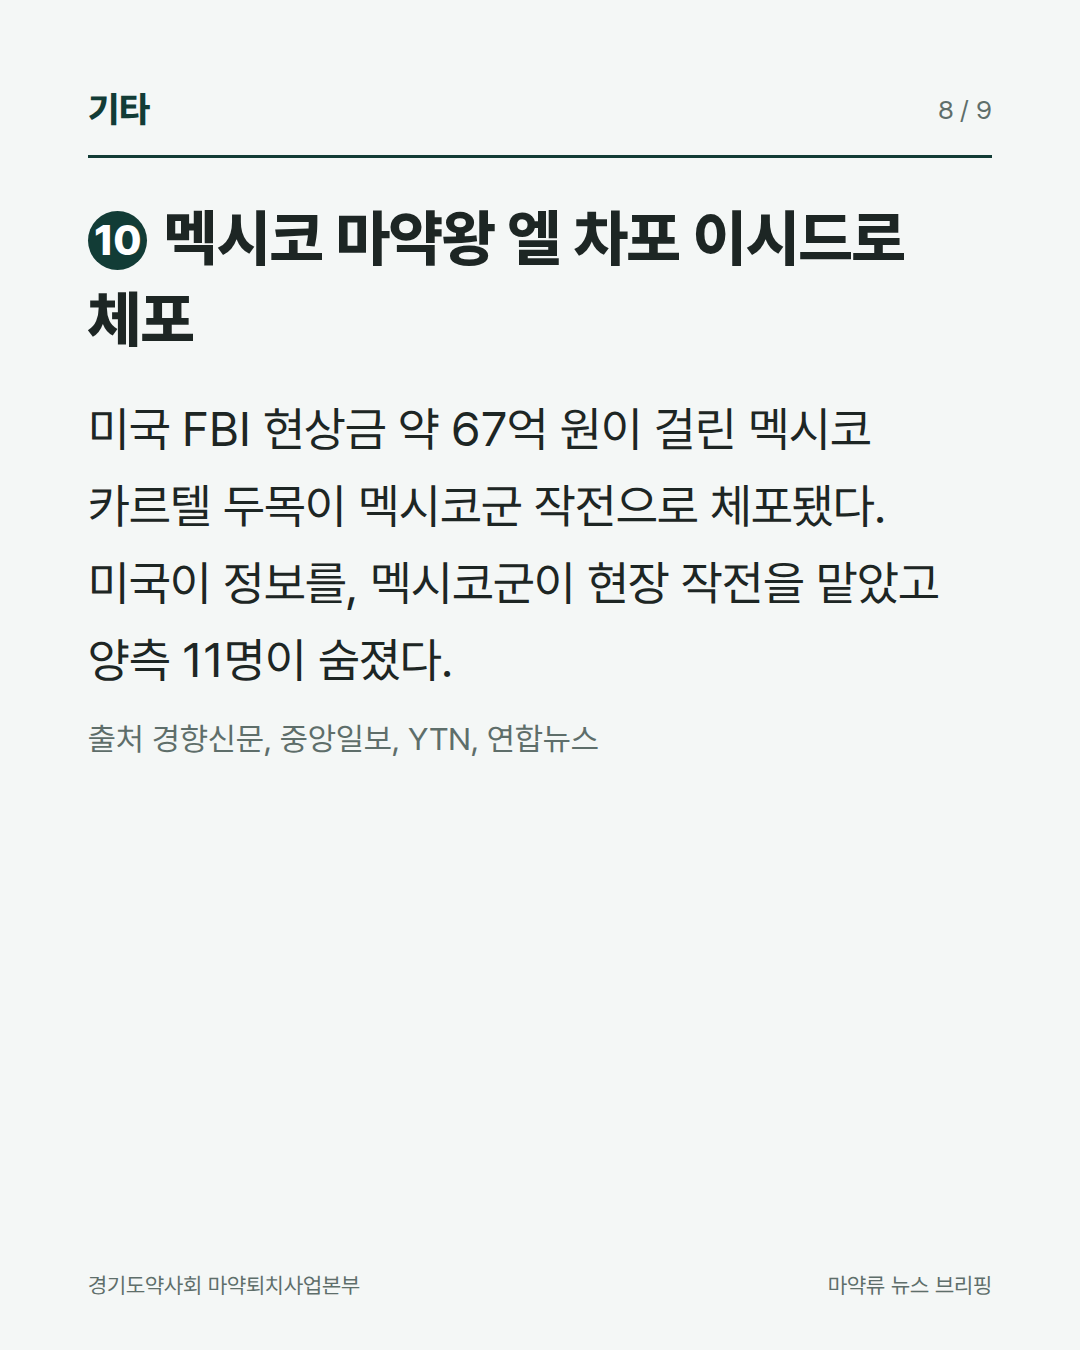 기타
8 / 9
10 멕시코 마약왕 엘 차포 이시드로
체포
미국 FBI 현상금 약 67억 원이 걸린 멕시코
카르텔 두목이 멕시코군 작전으로 체포됐다.
미국이 정보를, 멕시코군이 현장 작전을 맡았고
양측 11명이 숨졌다.
출처 경향신문, 중앙일보, YTN, 연합뉴스
경기도약사회 마약퇴치사업본부
마약류 뉴스 브리핑